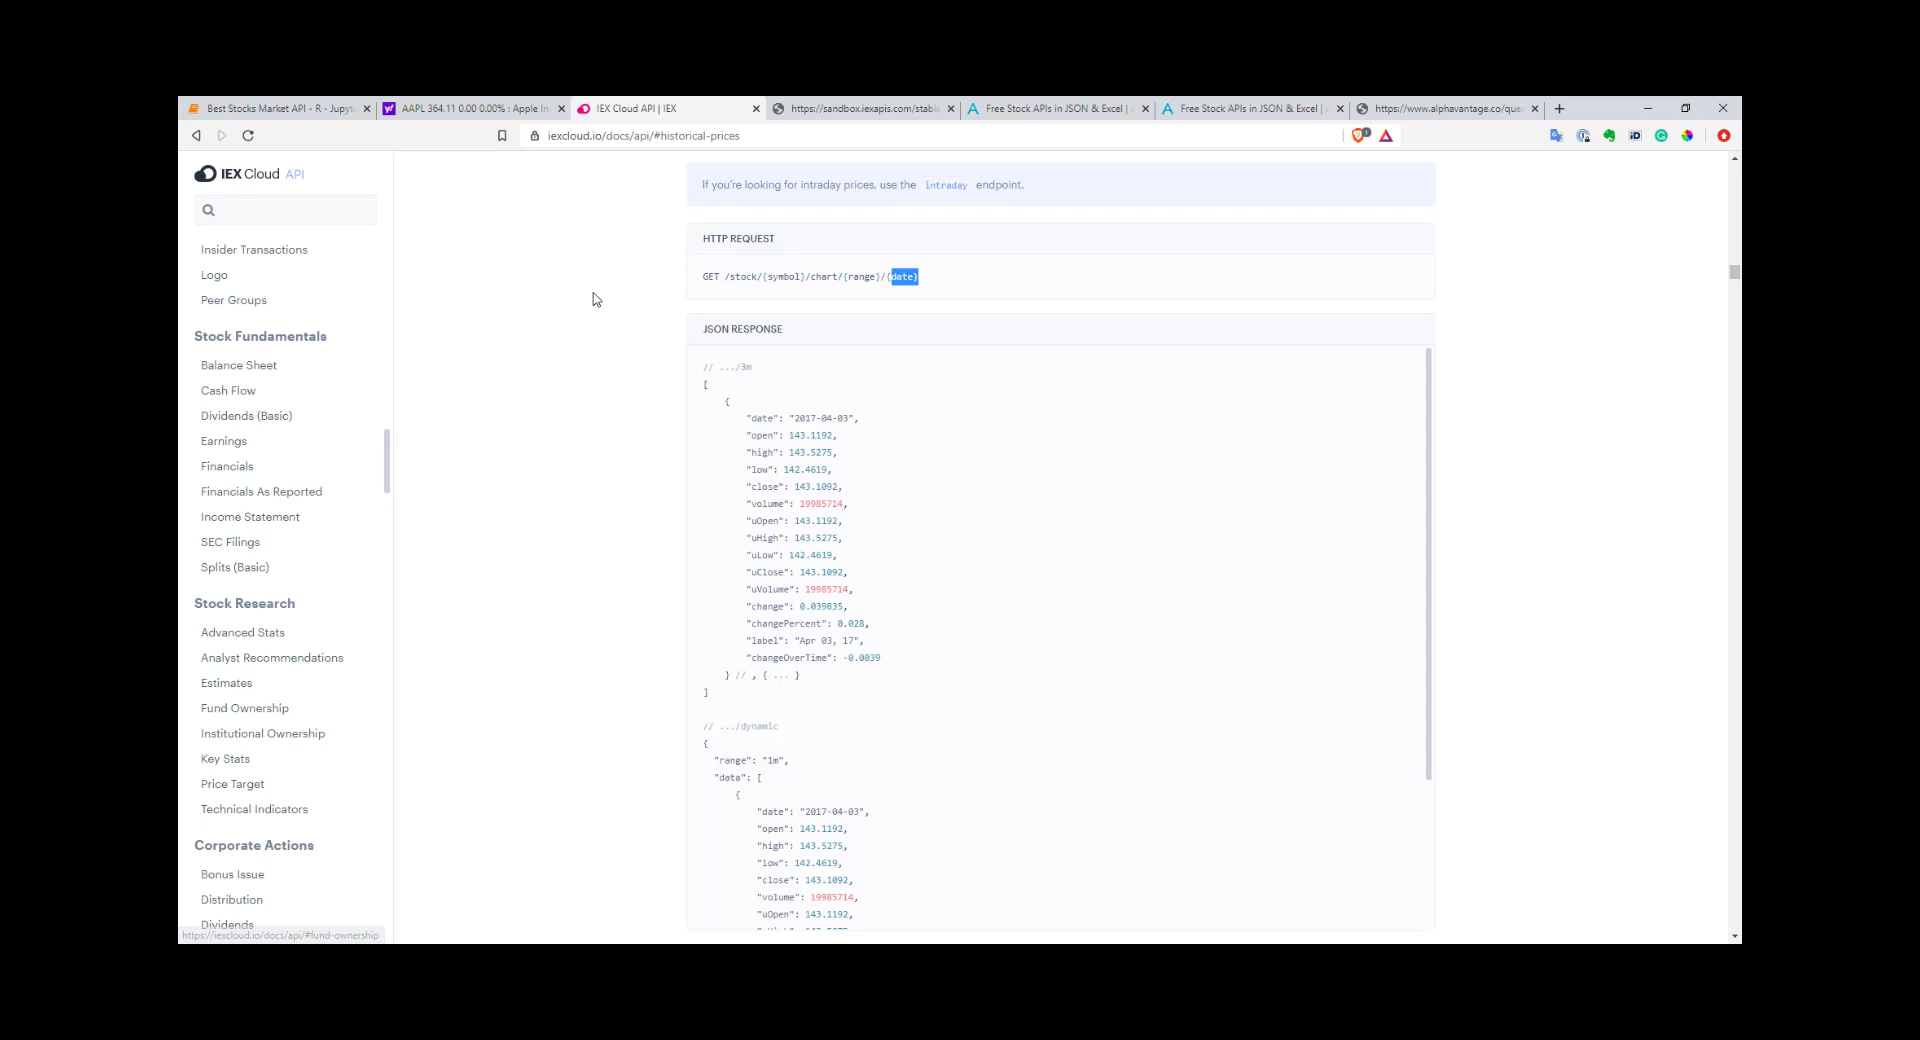 Best Stocks Market API - R - Jupyt
AAPL 364.11 0.00 0.00% : Apple In
IEX Cloud API | IEX
https://sandbox.iexapis.com/stabl
Free Stock APIs in JSON & Excel |
Free Stock APIs in JSON & Excel |
https://www.alphavantage.co/que
iexcloud.io/docs/api/#historical-prices
IEX Cloud API
Insider Transactions
Logo
Peer Groups
Stock Fundamentals
Balance Sheet
Cash Flow
Dividends (Basic)
Earnings
Financials
Financials As Reported
Income Statement
SEC Filings
Splits (Basic)
Stock Research
Advanced Stats
Analyst Recommendations
Estimates
Fund Ownership
Institutional Ownership
Key Stats
Price Target
Technical Indicators
Corporate Actions
Bonus Issue
Distribution
Dividends
https://iexcloud.io/docs/api/#fund-ownership
If you're looking for intraday prices, use the intraday endpoint.
HTTP REQUEST
GET /stock/{symbol}/chart/{range}/{date}
JSON RESPONSE
// .../3m
[
{
"date": "2017-04-03",
"open": 143.1192,
"high": 143.5275,
"low": 142.4619,
"close": 143.1092,
"volume": 19985714,
"uOpen": 143.1192,
"uHigh": 143.5275,
"uLow": 142.4619,
"uClose": 143.1092,
"uVolume": 19985714,
"change": 0.039835,
"changePercent": 0.028,
"label": "Apr 03, 17",
"changeOverTime": -0.0039
} // , { ... }
]
// .../dynamic
{
"range": "1m",
"data": [
{
"date": "2017-04-03",
"open": 143.1192,
"high": 143.5275,
"low": 142.4619,
"close": 143.1092,
"volume": 19985714,
"uOpen": 143.1192,